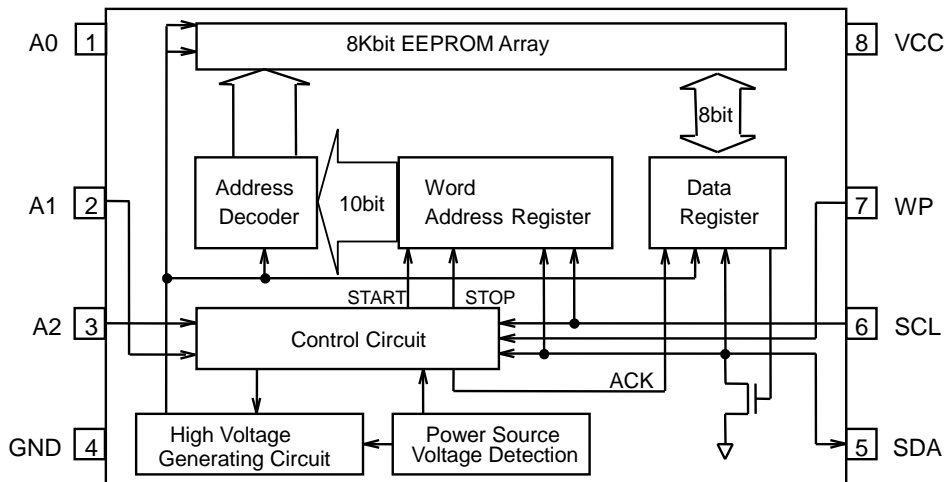 A0 1
8Kbit EEPROM Array
8 VCC
8bit
A1 2
Address
Decoder
10bit
Word
Address Register
Data
Register
7 WP
START
STOP
A2 3
Control Circuit
6 SCL
ACK
GND 4
High Voltage
Generating Circuit
Power Source
Voltage Detection
5 SDA